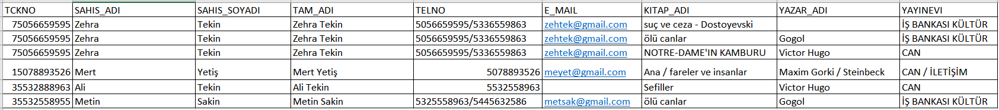 TCKNO SAHIS_ADI SAHIS_SOYADI TAM_ADI TELNO E_MAIL KITAP_ADI YAZAR_ADI YAYINEVI
75056659595 Zehra Tekin Zehra Tekin 5056659595/5336559863 zehtek@gmail.com suç ve ceza - Dostoyevski İŞ BANKASI KÜLTÜR
75056659595 Zehra Tekin Zehra Tekin 5056659595/5336559863 zehtek@gmail.com ölü canlar Gogol İŞ BANKASI KÜLTÜR
75056659595 Zehra Tekin Zehra Tekin 5056659595/5336559863 zehtek@gmail.com NOTRE-DAME'IN KAMBURU Victor Hugo CAN
15078893526 Mert Yetiş Mert Yetiş 5078893526 meyet@gmail.com Ana / fareler ve insanlar Maxim Gorki / Steinbeck CAN / İLETİŞİM
35532888963 Ali Tekin Ali Tekin 5532558963 Sefiller Victor Hugo CAN
35532558955 Metin Sakin Metin Sakin 5325558963/5445632586 metsak@gmail.com ölü canlar Gogol İŞ BANKASI KÜLTÜR